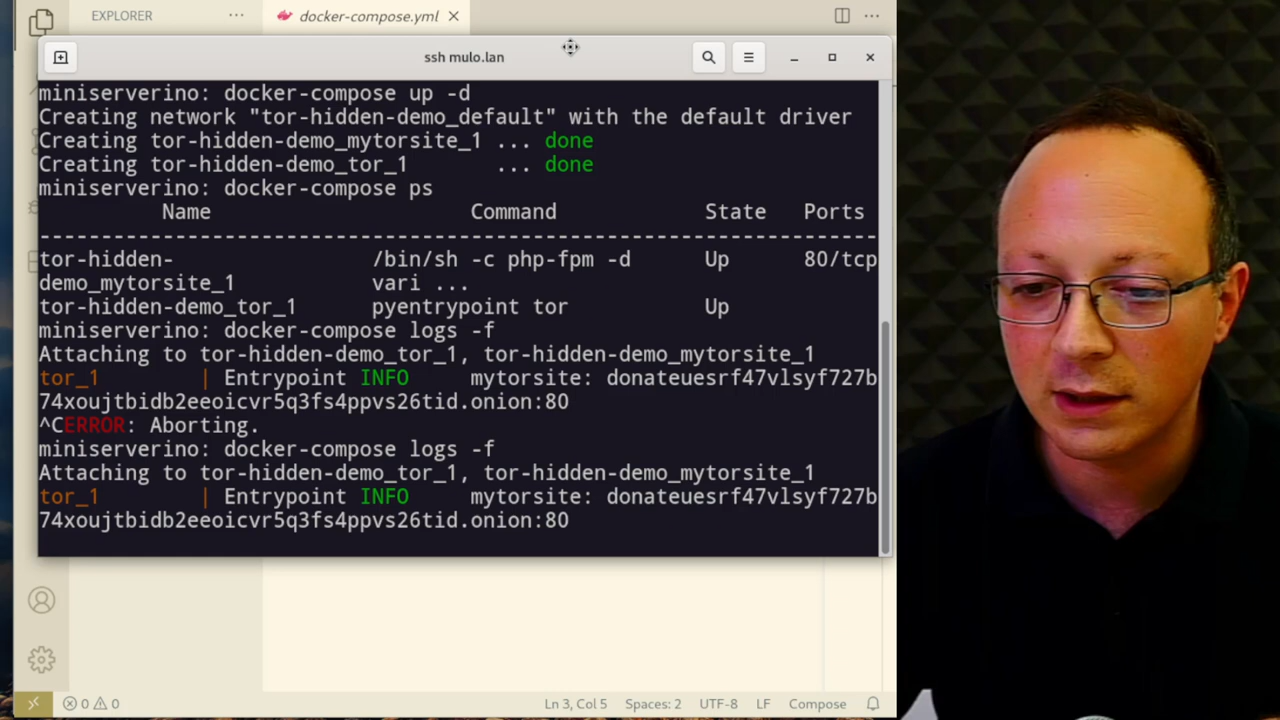 EXPLORER
docker-compose.yml
ssh mulo.lan
miniserverino: docker-compose up -d
Creating network "tor-hidden-demo_default" with the default driver
Creating tor-hidden-demo_mytorsite_1 ... done
Creating tor-hidden-demo_tor_1 ... done
miniserverino: docker-compose ps
Name Command State Ports
--------------------------------------------------------------------
tor-hidden- /bin/sh -c php-fpm -d Up 80/tcp
demo_mytorsite_1 vari ...
tor-hidden-demo_tor_1 pyentrypoint tor Up
miniserverino: docker-compose logs -f
Attaching to tor-hidden-demo_tor_1, tor-hidden-demo_mytorsite_1
tor_1 | Entrypoint INFO mytorsite: donateuesrf47vlsyf727b
74xoujtbidb2eeoicvr5q3fs4ppvs26tid.onion:80
^CERROR: Aborting.
miniserverino: docker-compose logs -f
Attaching to tor-hidden-demo_tor_1, tor-hidden-demo_mytorsite_1
tor_1 | Entrypoint INFO mytorsite: donateuesrf47vlsyf727b
74xoujtbidb2eeoicvr5q3fs4ppvs26tid.onion:80
0 0 Ln 3, Col 5 Spaces: 2 UTF-8 LF Compose